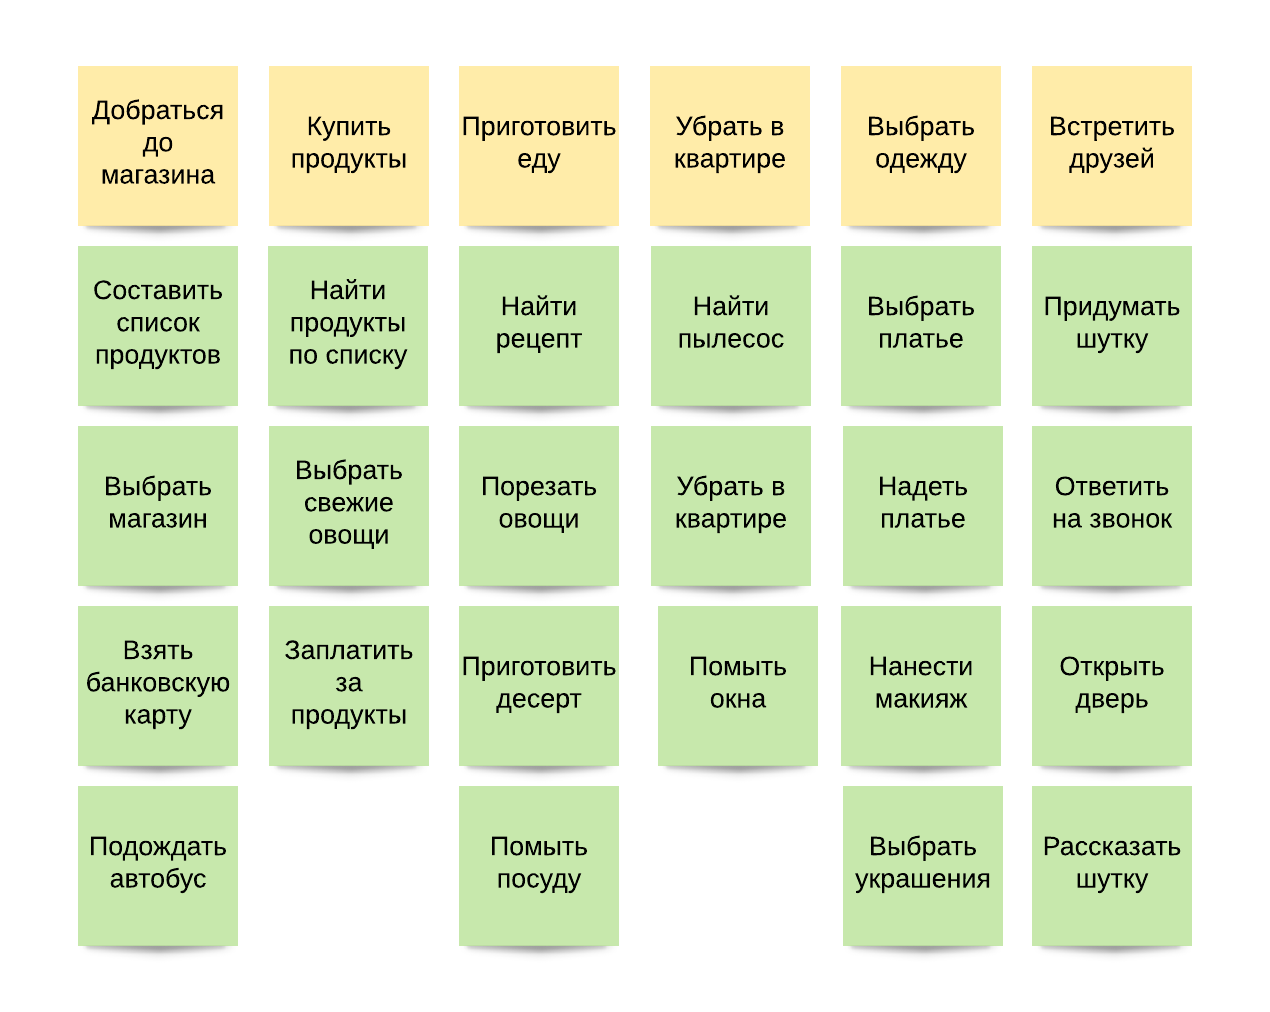 Добраться
до
магазина
Купить
продукты
Приготовить
еду
Убрать в
квартире
Выбрать
одежду
Встретить
друзей
Составить
список
продуктов
Найти
продукты
по списку
Найти
рецепт
Найти
пылесос
Выбрать
платье
Придумать
шутку
Выбрать
магазин
Выбрать
свежие
овощи
Порезать
овощи
Убрать в
квартире
Надеть
платье
Ответить
на звонок
Взять
банковскую
карту
Заплатить
за
продукты
Приготовить
десерт
Помыть
окна
Нанести
макияж
Открыть
дверь
Подождать
автобус
Помыть
посуду
Выбрать
украшения
Рассказать
шутку